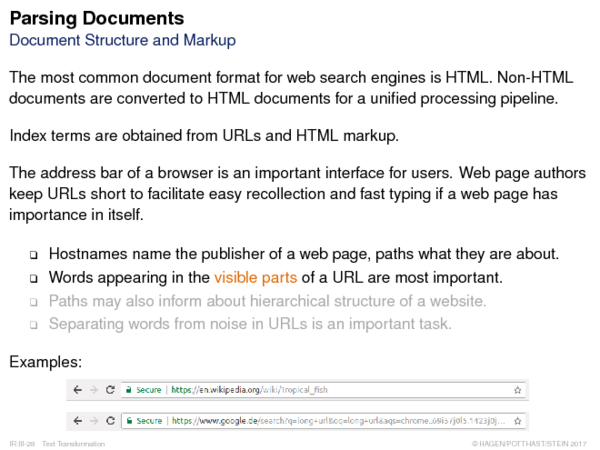 Parsing Documents
Document Structure and Markup
The most common document format for web search engines is HTML. Non-HTML
documents are converted to HTML documents for a unified processing pipeline.
Index terms are obtained from URLs and HTML markup.
The address bar of a browser is an important interface for users. Web page authors
keep URLs short to facilitate easy recollection and fast typing if a web page has
importance in itself.
❑ Hostnames name the publisher of a web page, paths what they are about.
❑ Words appearing in the visible parts of a URL are most important.
❑ Paths may also inform about hierarchical structure of a website.
❑ Separating words from noise in URLs is an important task.
Examples:
Secure | https://en.wikipedia.org/wiki/Tropical_fish
Secure | https://www.google.de/search?q=long+url&oq=long+url&aqs=chrome..69i57j0l5.1423j0j...
IR:III-28 Text Transformation © HAGEN/POTTHAST/STEIN 2017